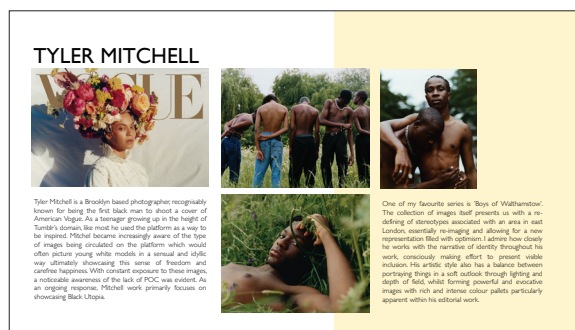 TYLER MITCHELL
VOGUE
Tyler Mitchell is a Brooklyn based photographer, recognisably
known for being the first black man to shoot a cover of
American Vogue. As a teenager growing up in the height of
Tumblr's domain, like most he used the platform as a way to
be inspired. Mitchel became increasingly aware of the type
of images being circulated on the platform which would
often picture young white models in a sensual and idyllic
way ultimately showcasing this sense of freedom and
carefree happiness. With constant exposure to these images,
a noticeable awareness of the lack of POC was evident. As
an ongoing response, Mitchell work primarily focuses on
showcasing Black Utopia.
One of my favourite series is 'Boys of Walthamstow'.
The collection of images itself presents us with a re-
defining of stereotypes associated with an area in east
London, essentially re-imaging and allowing for a new
representation filled with optimism. I admire how closely
he works with the narrative of identity throughout his
work, consciously making effort to present visible
inclusion. His artistic style also has a balance between
portraying things in a soft outlook through lighting and
depth of field, whilst forming powerful and evocative
images with rich and intense colour pallets particularly
apparent within his editorial work.